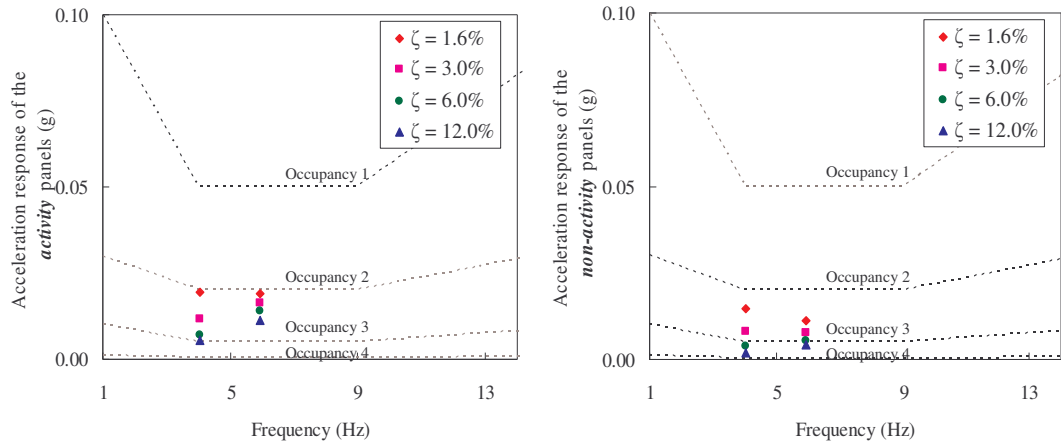 Acceleration response of the
activity panels (g)
0.10
0.05
0.00
ζ = 1.6%
ζ = 3.0%
ζ = 6.0%
ζ = 12.0%
Occupancy 1
Occupancy 2
Occupancy 3
Occupancy 4
1 5 9 13
Frequency (Hz)
Acceleration response of the
non-activity panels (g)
0.10
0.05
0.00
ζ = 1.6%
ζ = 3.0%
ζ = 6.0%
ζ = 12.0%
Occupancy 1
Occupancy 2
Occupancy 3
Occupancy 4
1 5 9 13
Frequency (Hz)